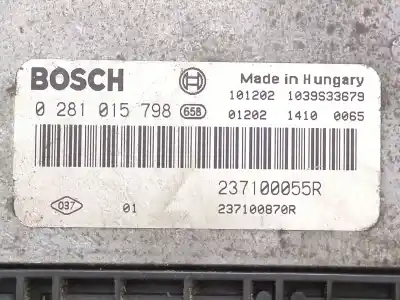 BOSCH
Made in Hungary
101202 1039S33679
0 281 015 798 658
01202 1410 0065
237100055R
037 01
237100870R